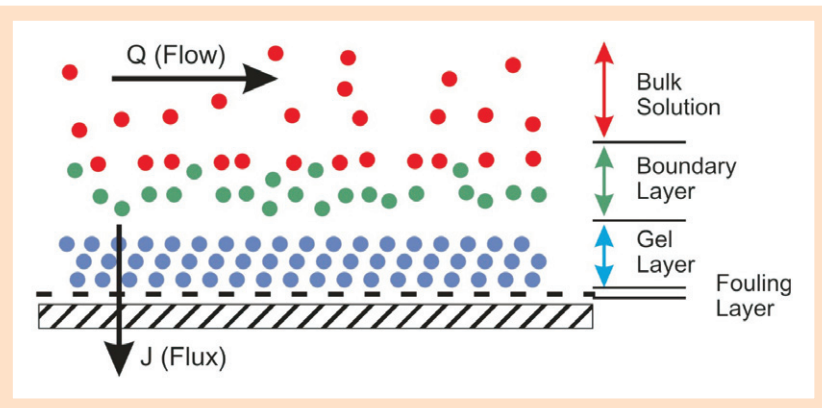 Q (Flow)
Bulk
Solution
Boundary
Layer
Gel
Layer
Fouling
Layer
J (Flux)